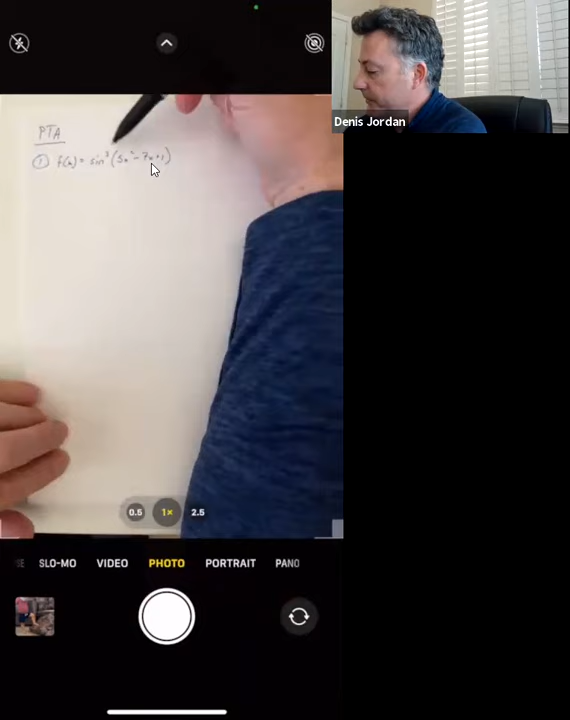 Denis Jordan
PTA
① f(x) = sin³(5x²-7x+1)
0.5 1× 2.5
SLO-MO VIDEO PHOTO PORTRAIT PANO